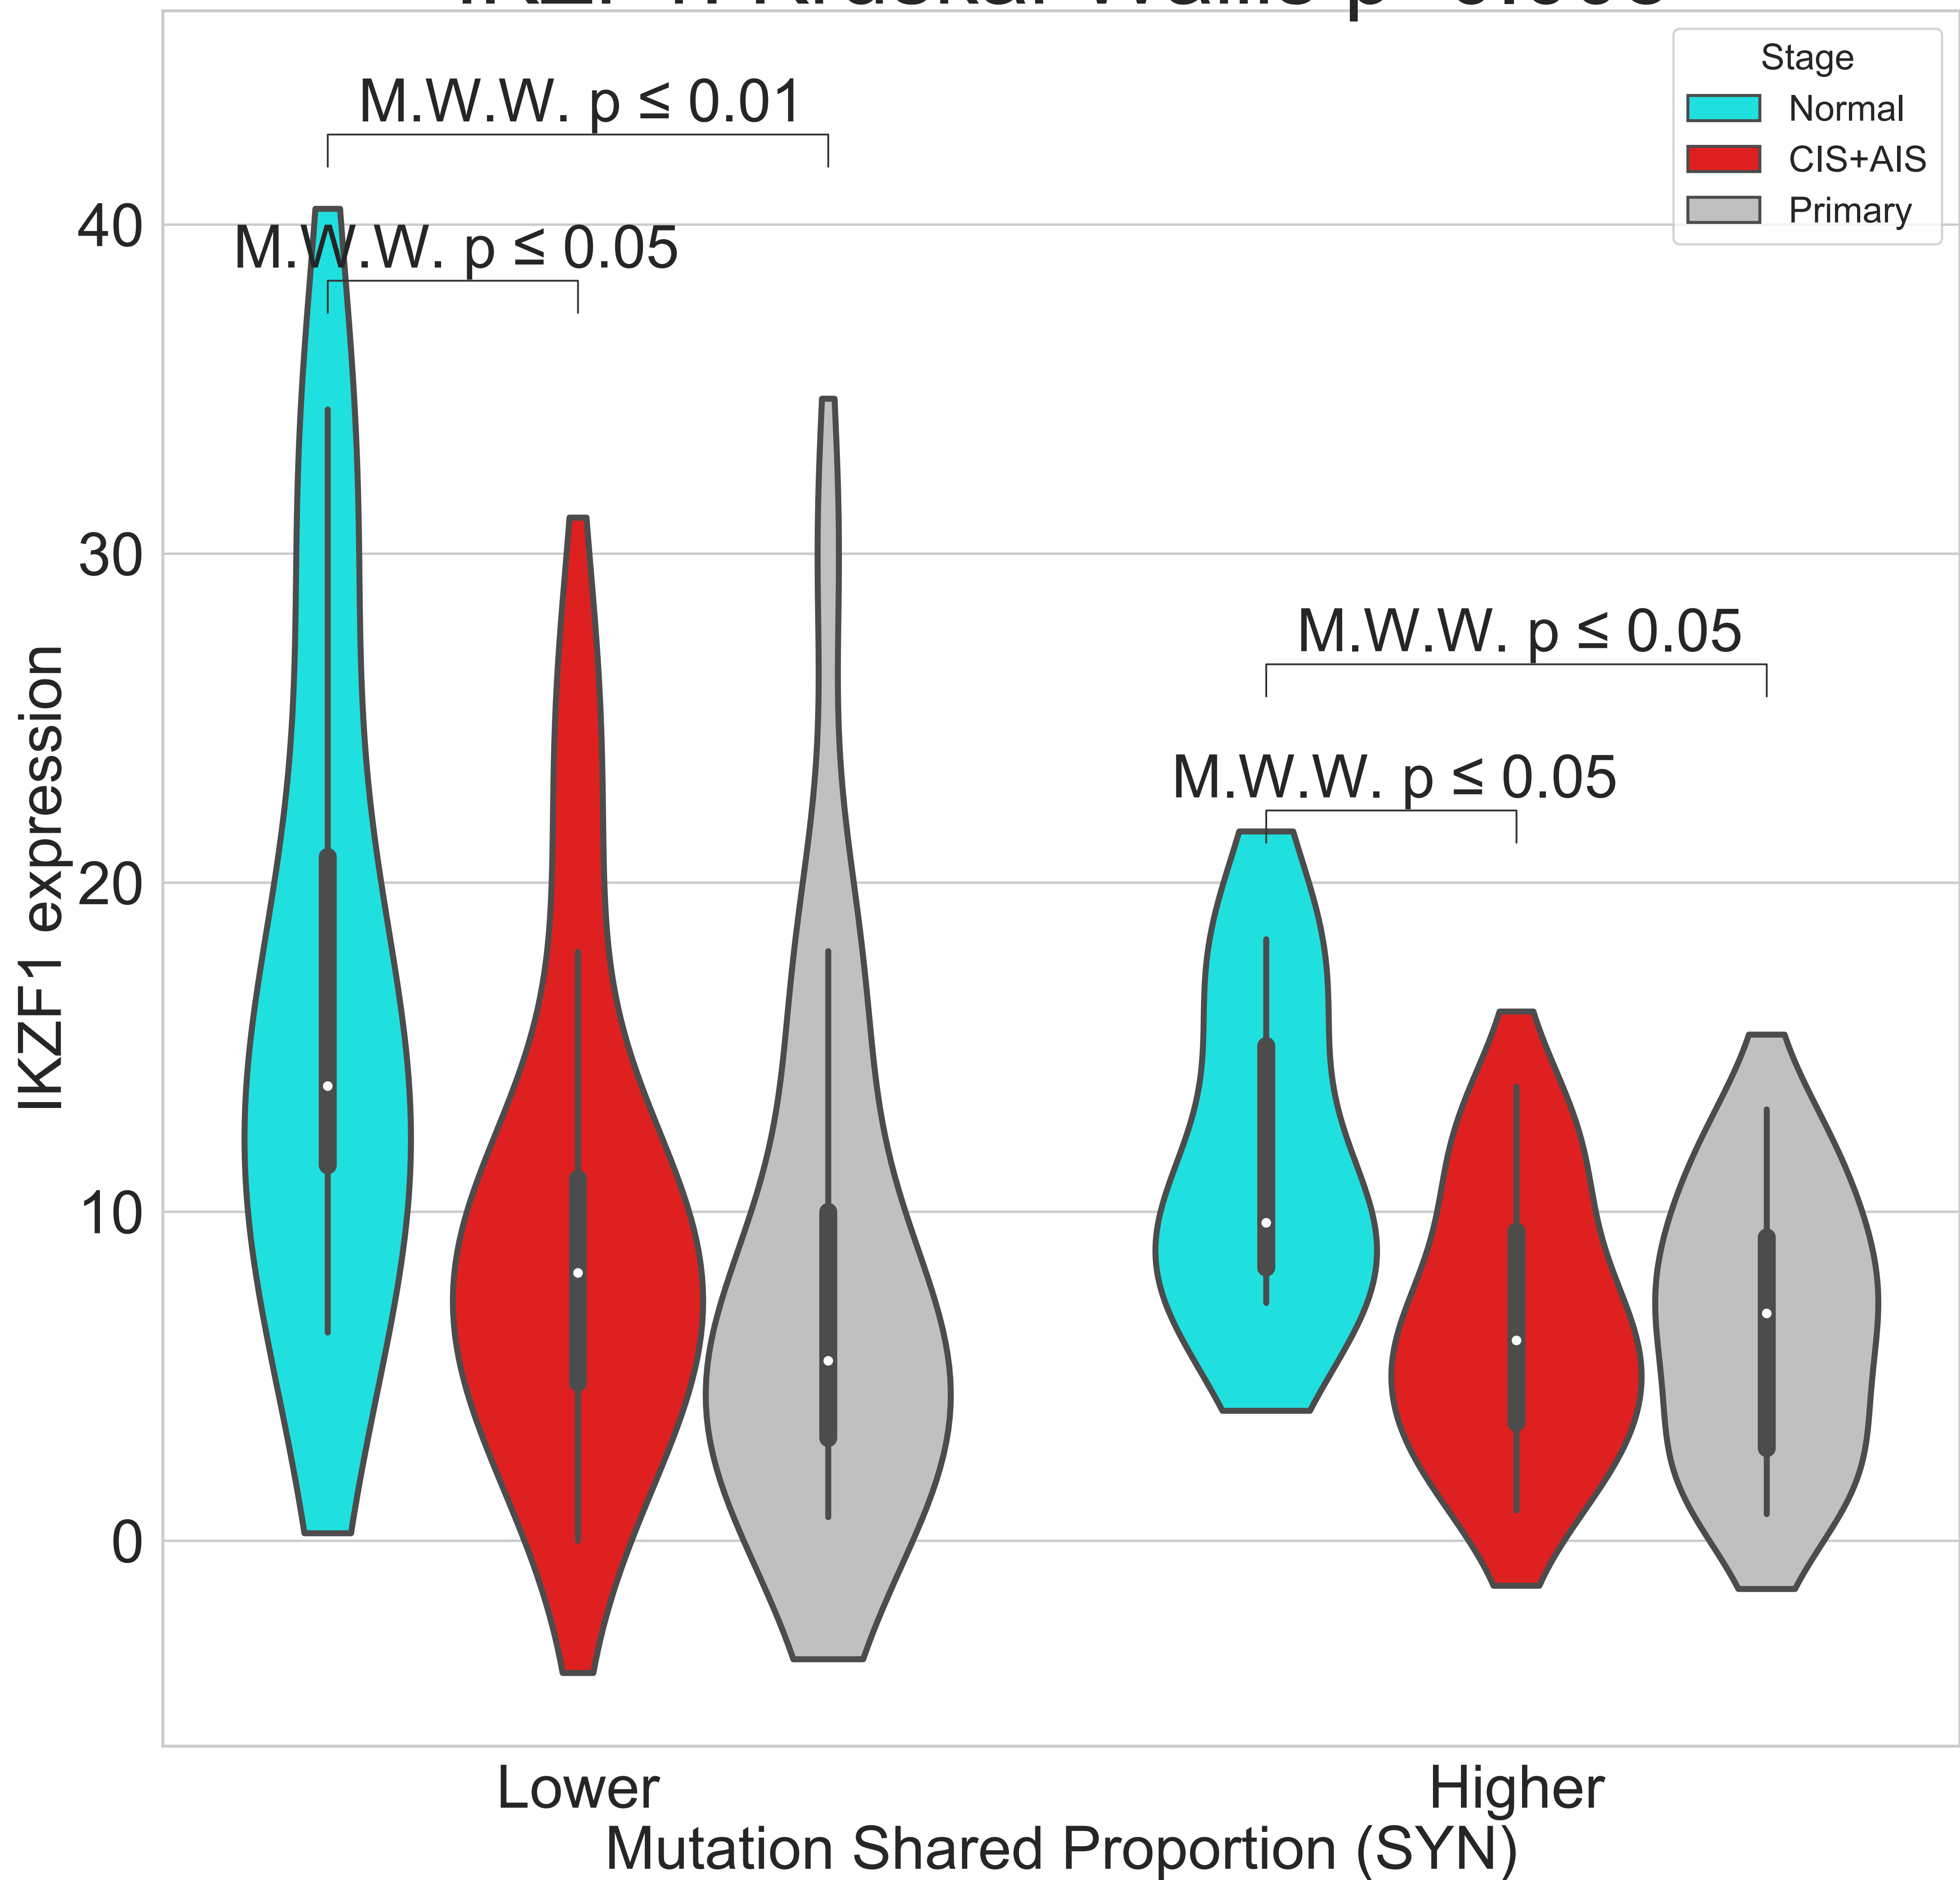 Stage
Normal
CIS+AIS
Primary
M.W.W. p ≤ 0.01
M.W.W. p ≤ 0.05
M.W.W. p ≤ 0.05
M.W.W. p ≤ 0.05
40
30
20
10
0
IKZF1 expression
Lower
Higher
Mutation Shared Proportion (SYN)